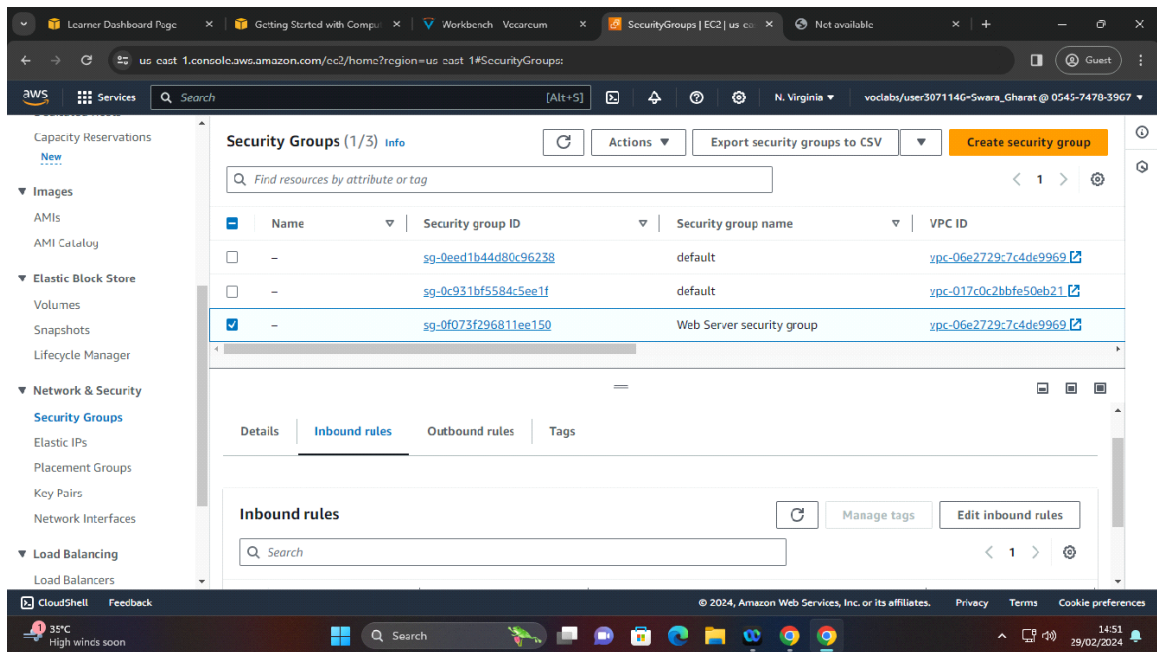 Learner Dashboard Page
Getting Started with Compu
Workbench - Vocareum
SecurityGroups | EC2 | us-ea
Not available
us-east-1.console.aws.amazon.com/ec2/home?region=us-east-1#SecurityGroups:
Guest
aws
Services
Search
[Alt+S]
N. Virginia
voclabs/user3071146=Swara_Gharat @ 0545-7478-3967
Capacity Reservations
New
Images
AMIs
AMI Catalog
Elastic Block Store
Volumes
Snapshots
Lifecycle Manager
Network & Security
Security Groups
Elastic IPs
Placement Groups
Key Pairs
Network Interfaces
Load Balancing
Load Balancers
Security Groups (1/3) Info
Actions
Export security groups to CSV
Create security group
Find resources by attribute or tag
1
Name Security group ID Security group name VPC ID
– sg-0eed1b44d80c96238 default vpc-06e2729c7c4de9969
– sg-0c931bf5584c5ee1f default vpc-017c0c2bbfe50eb21
– sg-0f073f296811ee150 Web Server security group vpc-06e2729c7c4de9969
Details Inbound rules Outbound rules Tags
Inbound rules
Manage tags
Edit inbound rules
Search
1
CloudShell Feedback
© 2024, Amazon Web Services, Inc. or its affiliates. Privacy Terms Cookie preferences
1
35°C
High winds soon
Search
14:51
29/02/2024